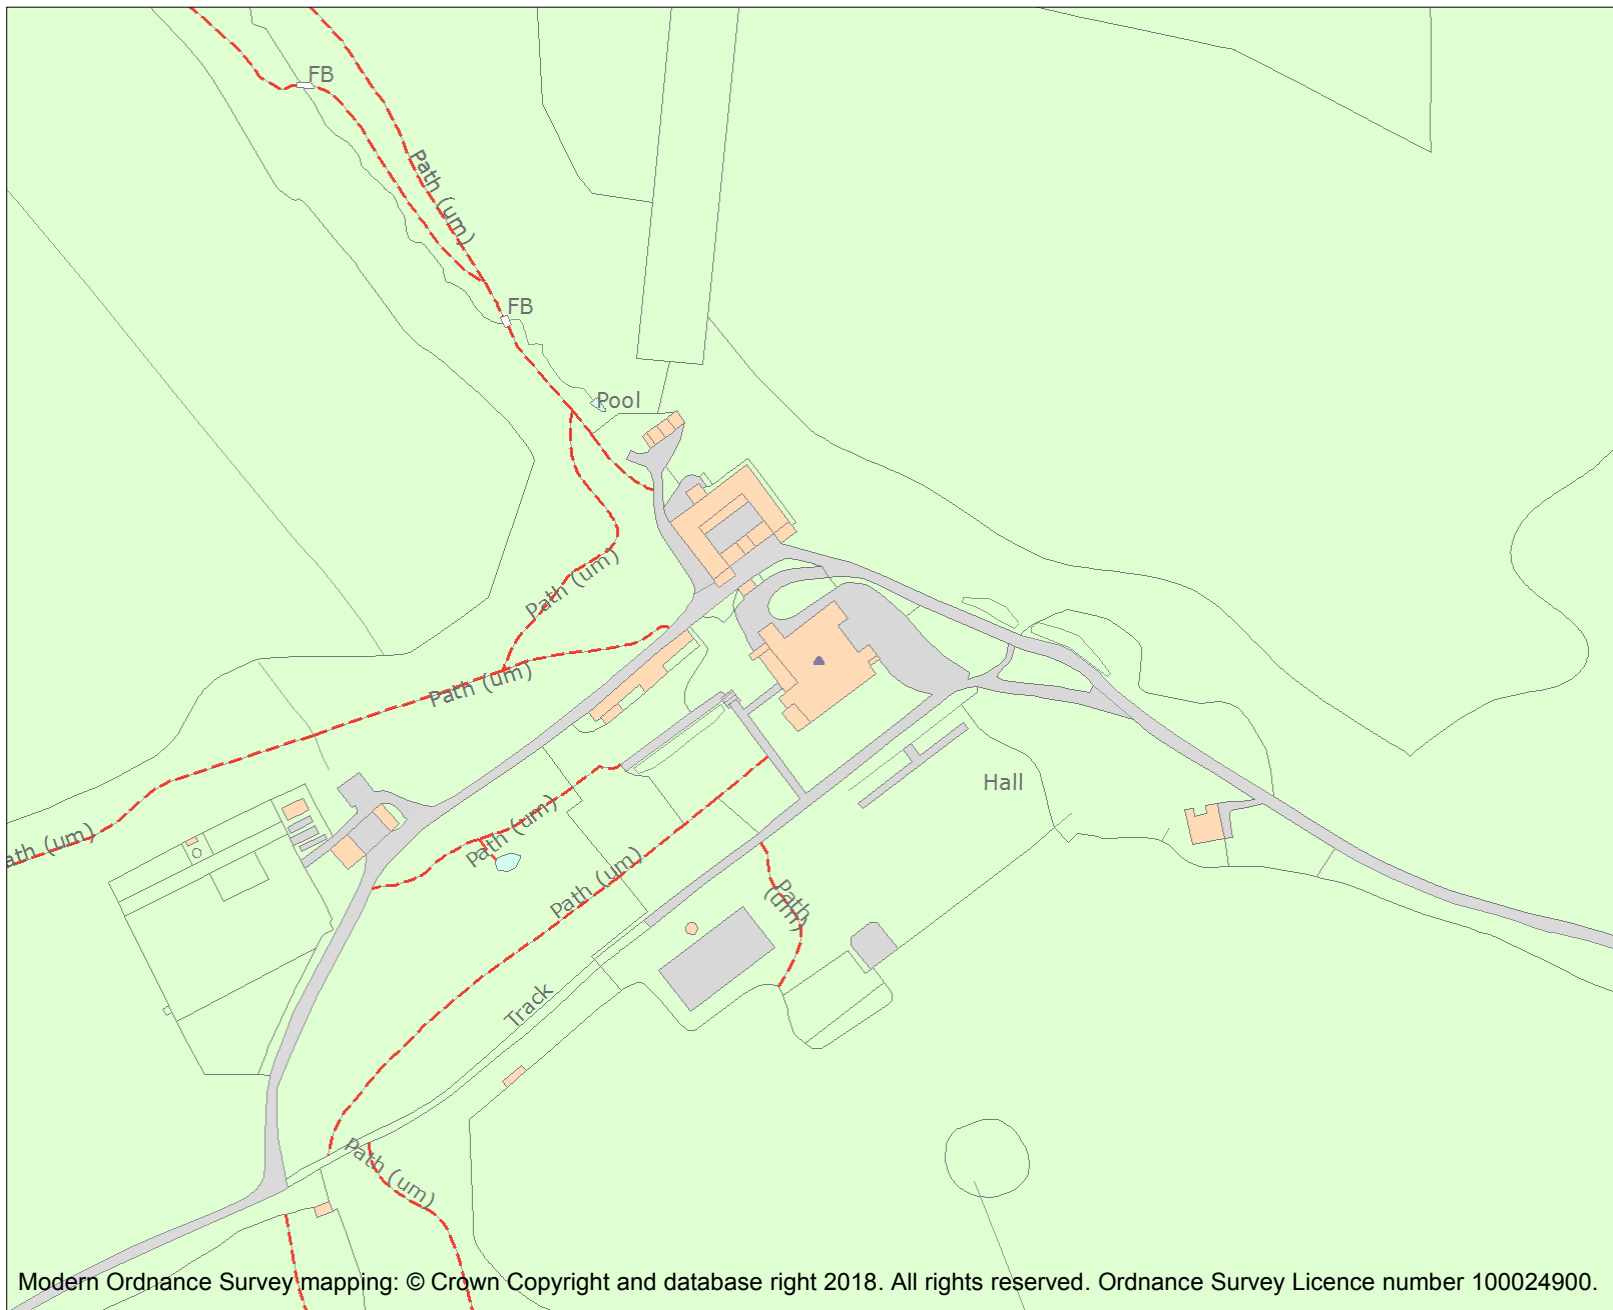 FB
Path (um)
FB
Pool
Path (um)
Path (um)
Hall
Path (um)
ath (um)
Path (um)
Path
(um)
Track
Path (um)
Modern Ordnance Survey mapping: © Crown Copyright and database right 2018. All rights reserved. Ordnance Survey Licence number 100024900.